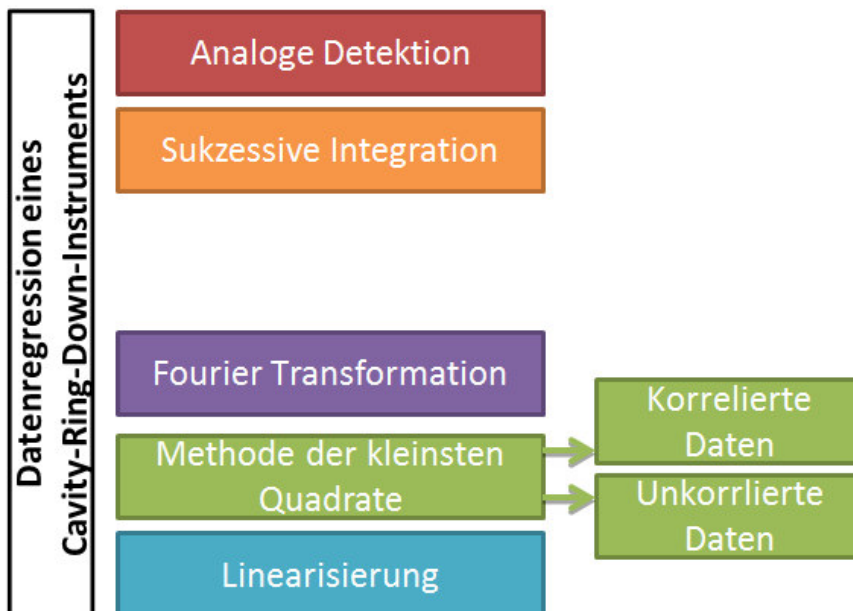 Datenregression eines
Cavity-Ring-Down-Instruments
Analoge Detektion
Sukzessive Integration
Fourier Transformation
Methode der kleinsten
Quadrate
Korrelierte
Daten
Unkorrlierte
Daten
Linearisierung